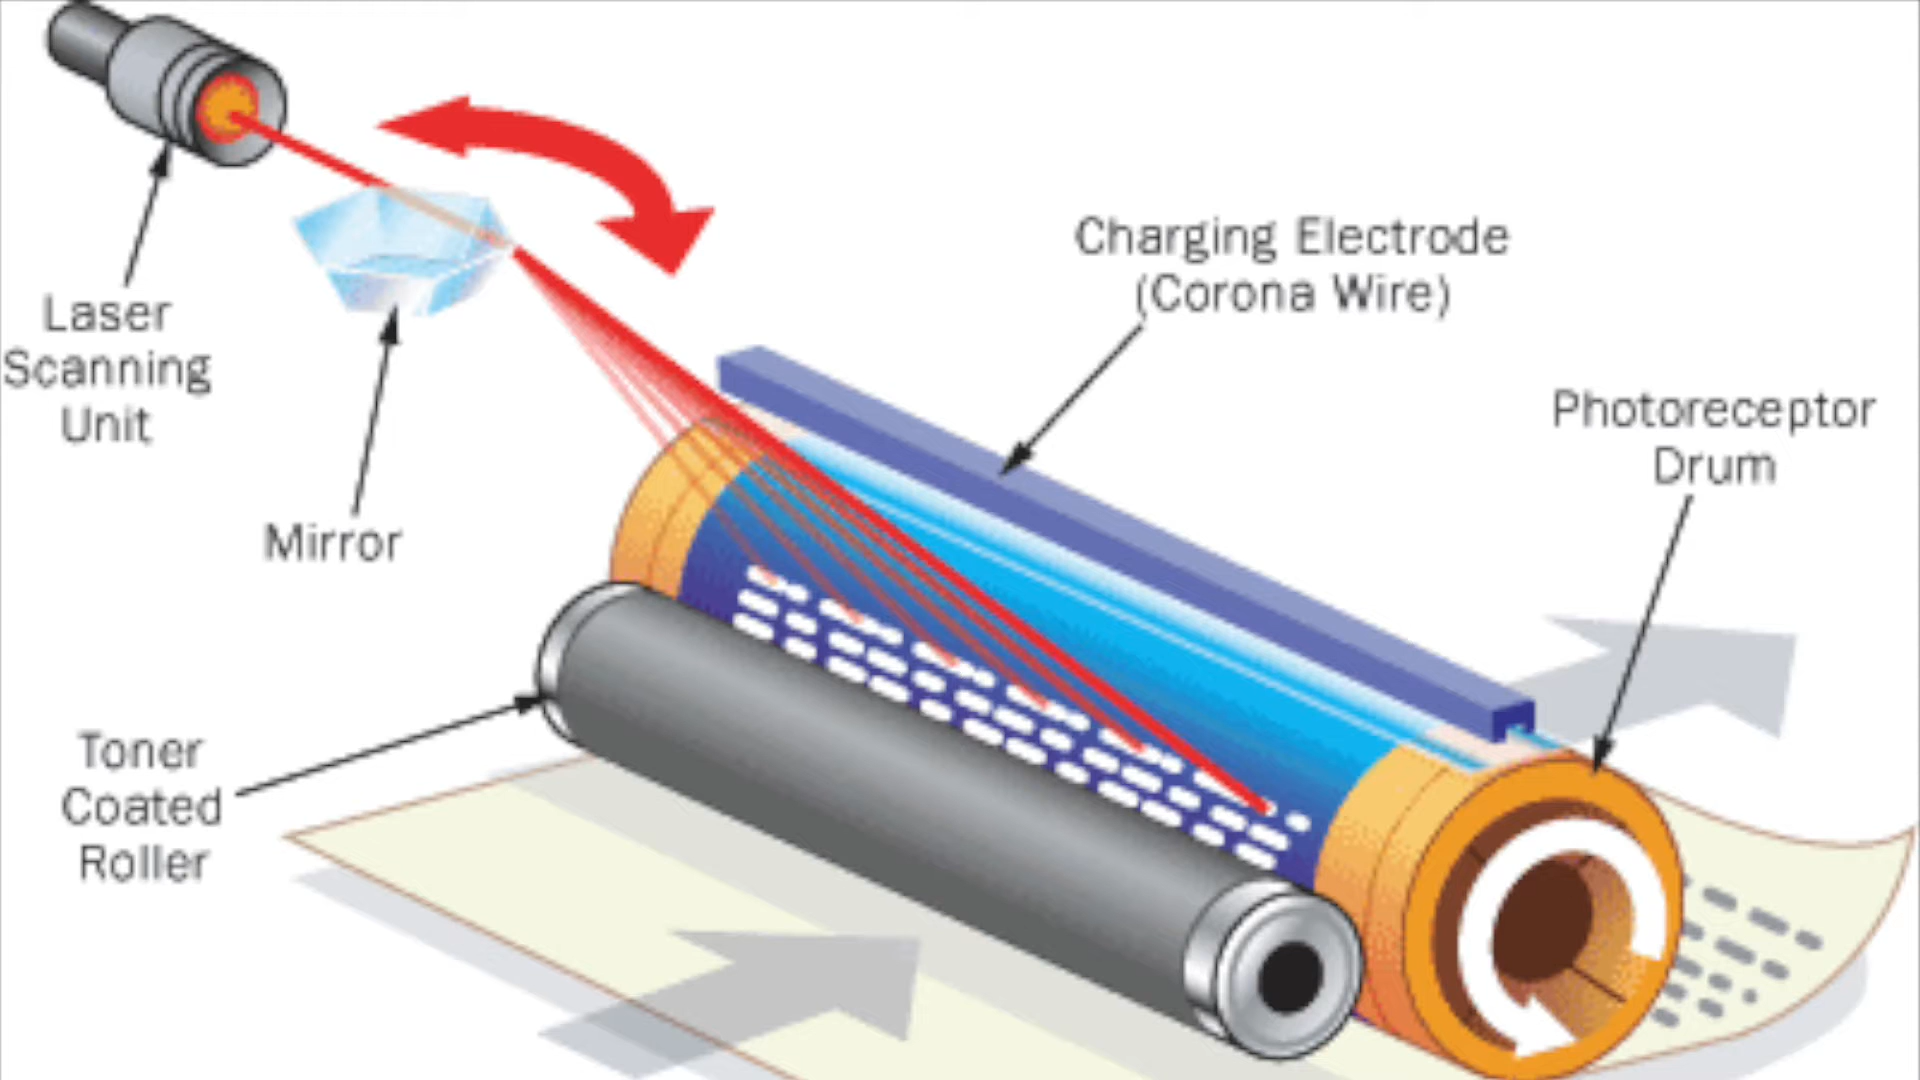 Laser
Scanning
Unit
Mirror
Charging Electrode
(Corona Wire)
Photoreceptor
Drum
Toner
Coated
Roller